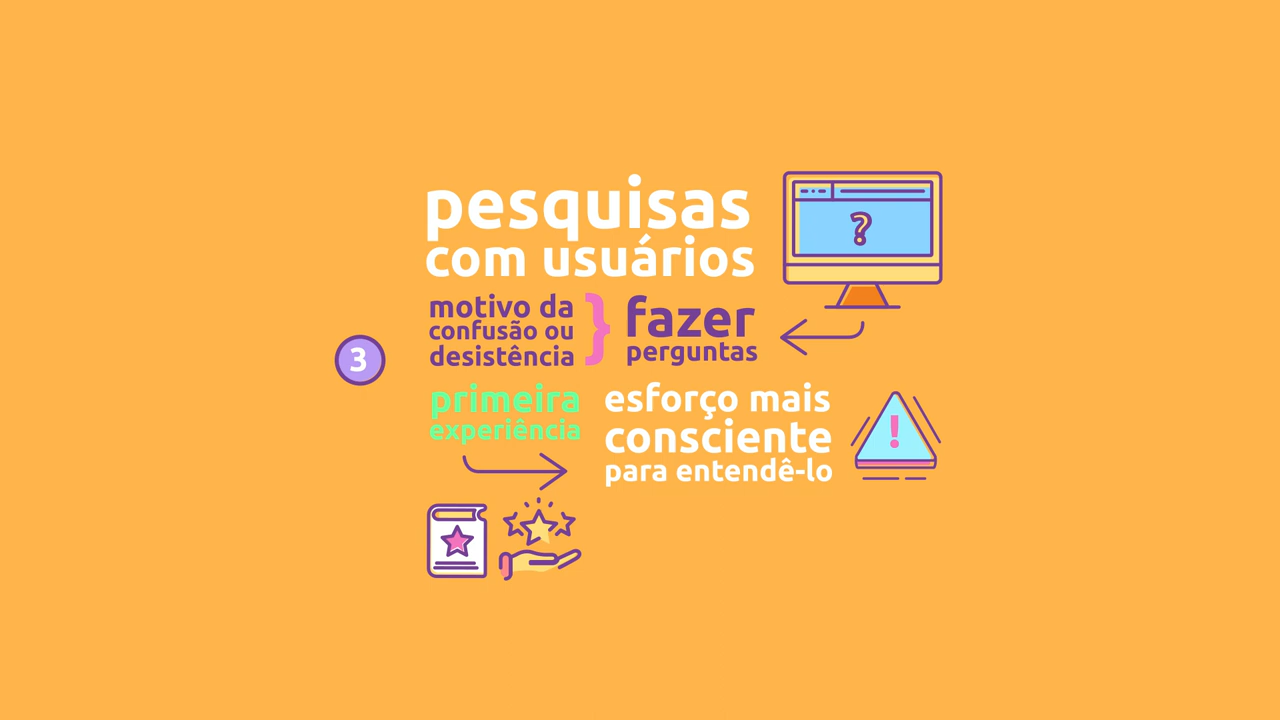 pesquisas
com usuários
motivo da
confusão ou
desistência
}
fazer
perguntas
?
3
primeira
experiência
esforço mais
consciente
para entendê-lo
!